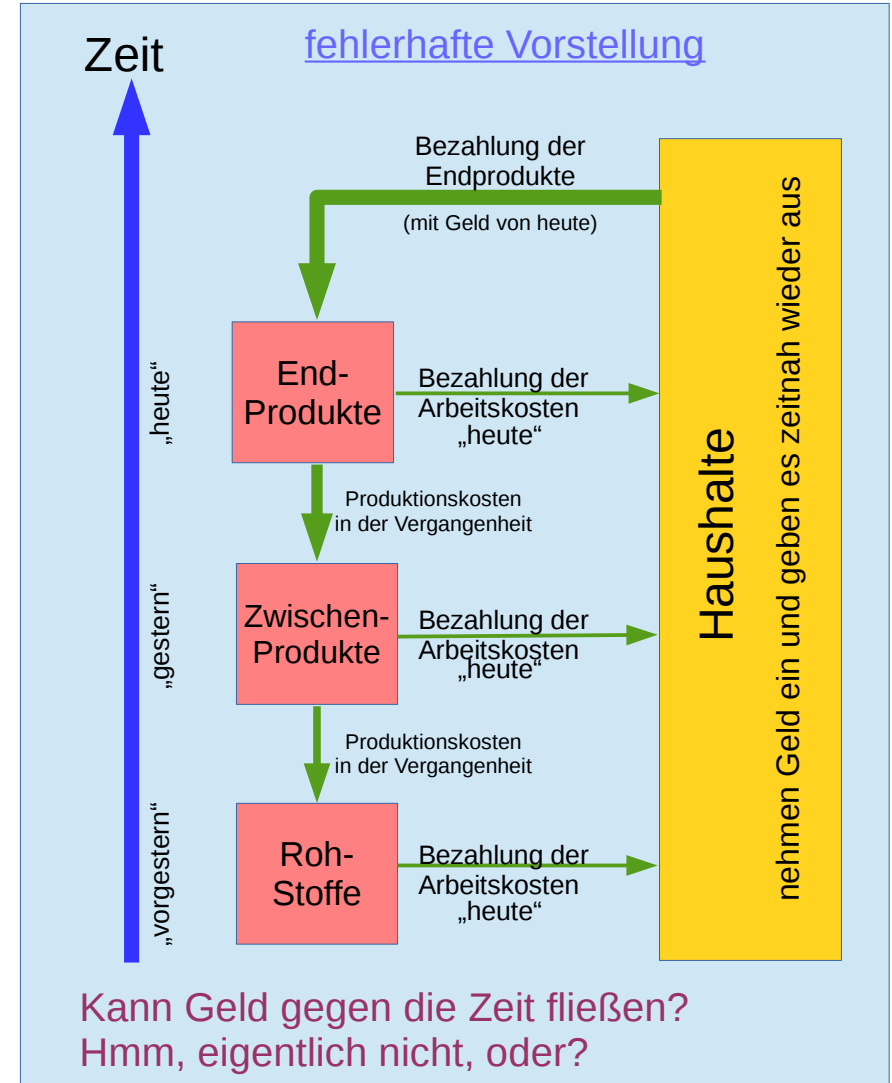 Zeit
fehlerhafte Vorstellung
Bezahlung der
Endprodukte
(mit Geld von heute)
„heute“
End-
Produkte
Bezahlung der
Arbeitskosten
„heute“
Produktionskosten
in der Vergangenheit
„gestern“
Zwischen-
Produkte
Bezahlung der
Arbeitskosten
„heute“
Produktionskosten
in der Vergangenheit
„vorgestern“
Roh-
Stoffe
Bezahlung der
Arbeitskosten
„heute“
Haushalte
nehmen Geld ein und geben es zeitnah wieder aus
Kann Geld gegen die Zeit fließen?
Hmm, eigentlich nicht, oder?